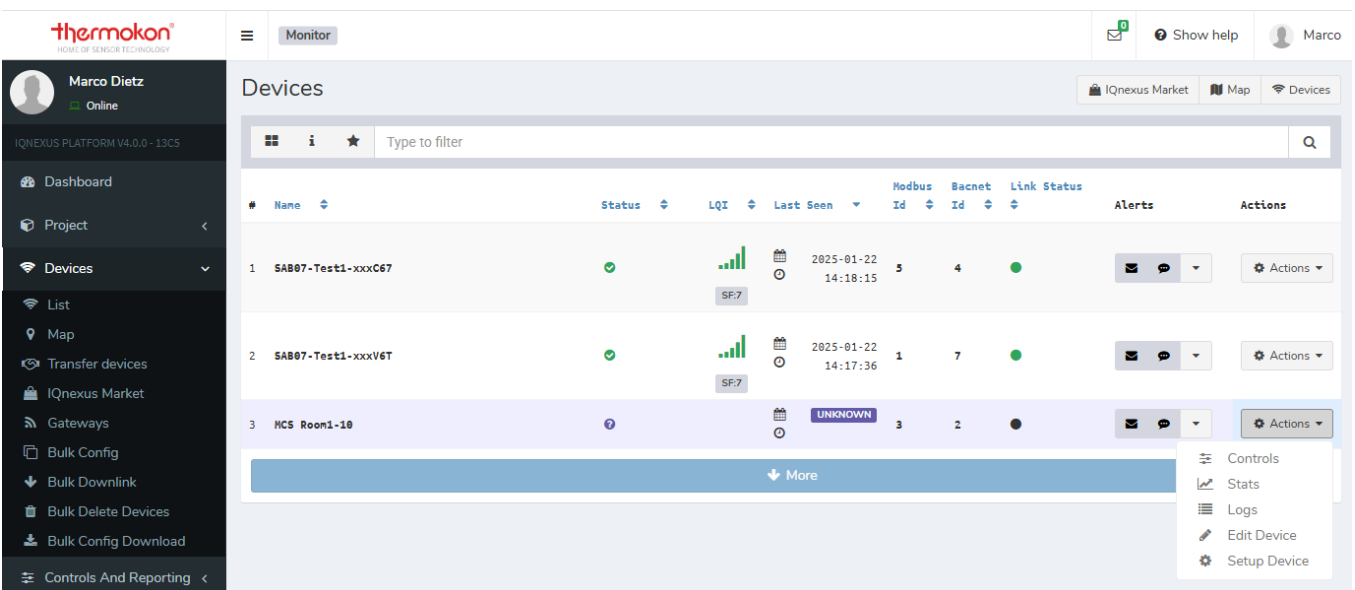 thermokon®
HOME OF SENSOR TECHNOLOGY
Monitor
0
Show help
Marco
Marco Dietz
Online
IQNEXUS PLATFORM V4.0.0 - 13C5
Dashboard
Project
Devices
List
Map
Transfer devices
IQnexus Market
Gateways
Bulk Config
Bulk Downlink
Bulk Delete Devices
Bulk Config Download
Controls And Reporting
Devices
IQnexus Market Map Devices
Type to filter
# Name Status LQI Last Seen Modbus Id Bacnet Id Link Status Alerts Actions
1 SAB07-Test1-xxxC67 SF:7 2025-01-22 14:18:15 5 4 Actions
2 SAB07-Test1-xxxV6T SF:7 2025-01-22 14:17:36 1 7 Actions
3 MCS Room1-10 UNKNOWN 3 2 Actions
More
Controls
Stats
Logs
Edit Device
Setup Device